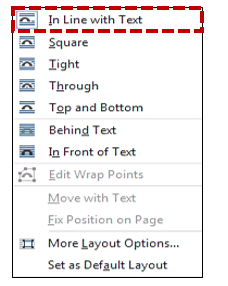 In Line with Text
Square
Tight
Through
Top and Bottom
Behind Text
In Front of Text
Edit Wrap Points
Move with Text
Fix Position on Page
More Layout Options...
Set as Default Layout